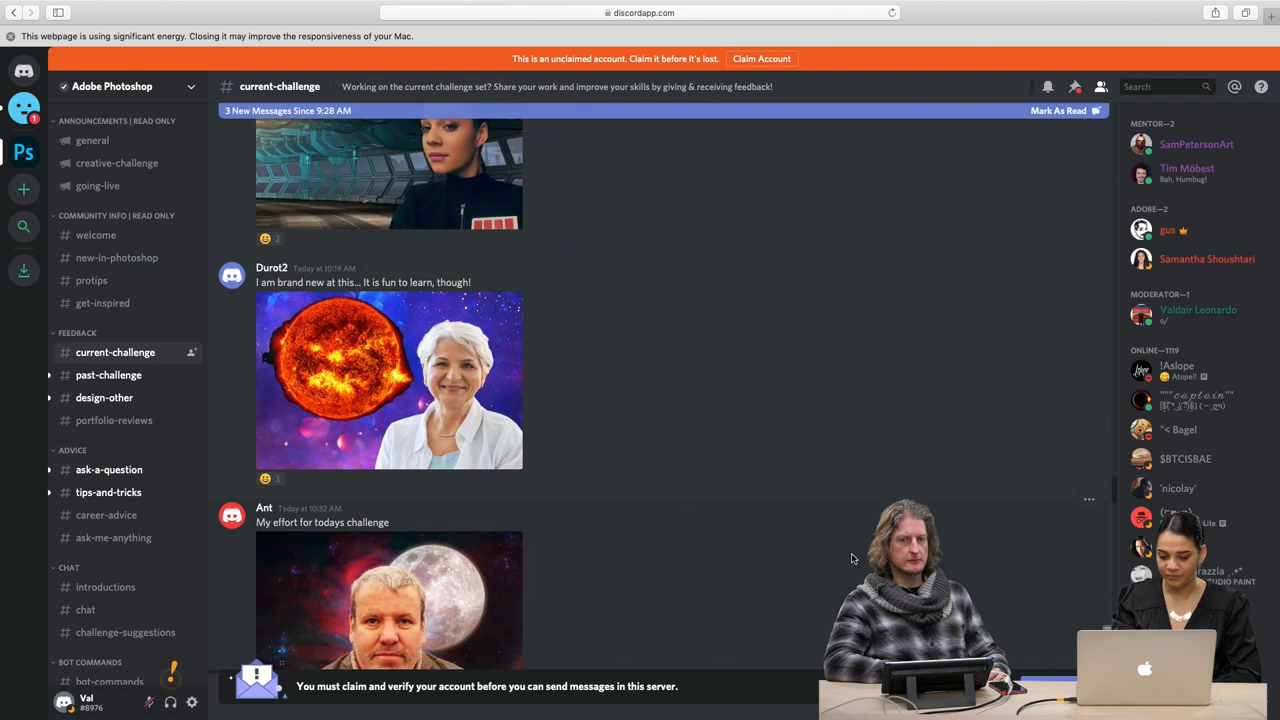 discordapp.com
This webpage is using significant energy. Closing it may improve the responsiveness of your Mac.
This is an unclaimed account. Claim it before it's lost.
Claim Account
Adobe Photoshop
current-challenge
Working on the current challenge set? Share your work and improve your skills by giving & receiving feedback!
Search
3 New Messages Since 9:28 AM
Mark As Read
ANNOUNCEMENTS | READ ONLY
general
creative-challenge
going-live
COMMUNITY INFO | READ ONLY
welcome
new-in-photoshop
protips
get-inspired
FEEDBACK
current-challenge
past-challenge
design-other
portfolio-reviews
ADVICE
ask-a-question
tips-and-tricks
career-advice
ask-me-anything
CHAT
introductions
chat
challenge-suggestions
BOT COMMANDS
bot-commands
Val
#8976
Ps
1
2
Durot2 Today at 10:19 AM
I am brand new at this... It is fun to learn, though!
3
Ant Today at 10:32 AM
My effort for todays challenge
You must claim and verify your account before you can send messages in this server.
MENTOR—2
SamPetersonArt
Tim Möbest
Bah, Humbug!
ADOBE—2
gus
Samantha Shoushtari
MODERATOR—1
Valdair Leonardo
o/
ONLINE—1119
!Aslope
Atope!!
"< Bagel
$BTCISBAE
'nicolay'